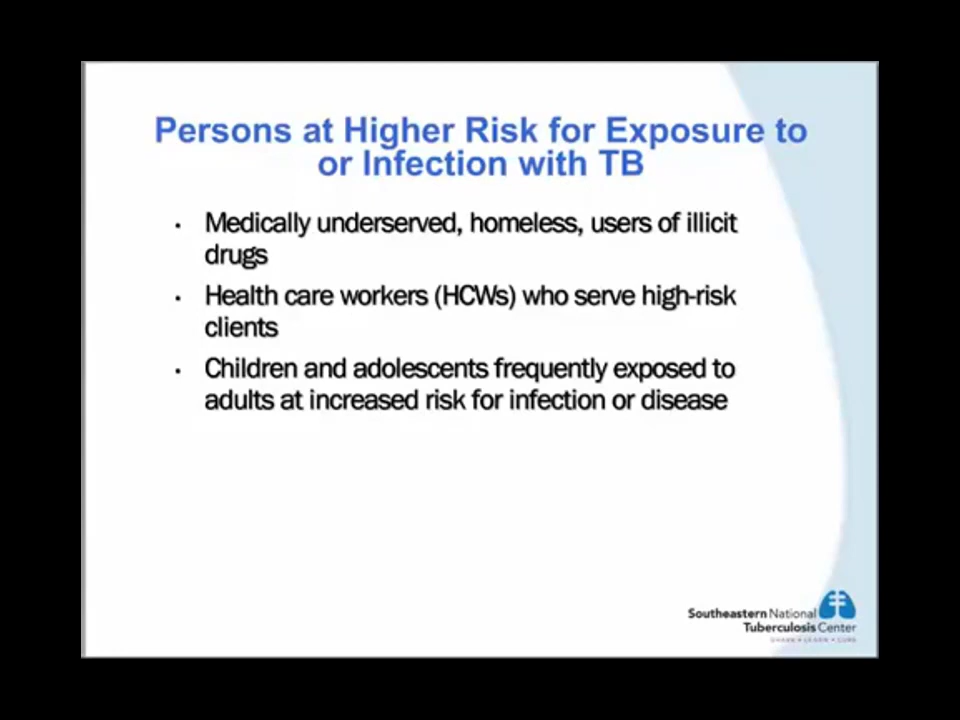 Persons at Higher Risk for Exposure to
or Infection with TB
• Medically underserved, homeless, users of illicit
drugs
• Health care workers (HCWs) who serve high-risk
clients
• Children and adolescents frequently exposed to
adults at increased risk for infection or disease
Southeastern National
Tuberculosis Center